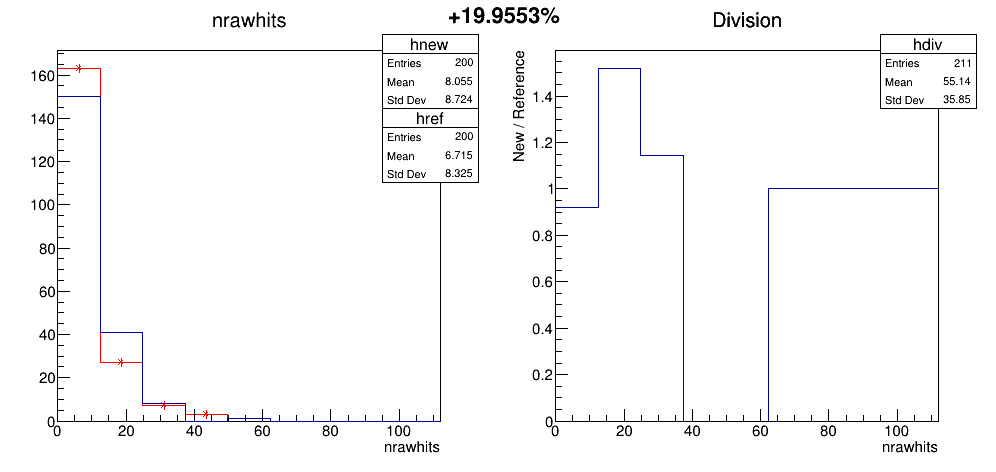 +19.9553%
nrawhits
hnew
Entries 200
Mean 8.055
Std Dev 8.724
href
Entries 200
Mean 6.715
Std Dev 8.325
160
140
120
100
80
60
40
20
0
0 20 40 60 80 100
nrawhits
Division
hdiv
Entries 211
Mean 55.14
Std Dev 35.85
New / Reference
1.4
1.2
1
0.8
0.6
0.4
0.2
0
0 20 40 60 80 100
nrawhits